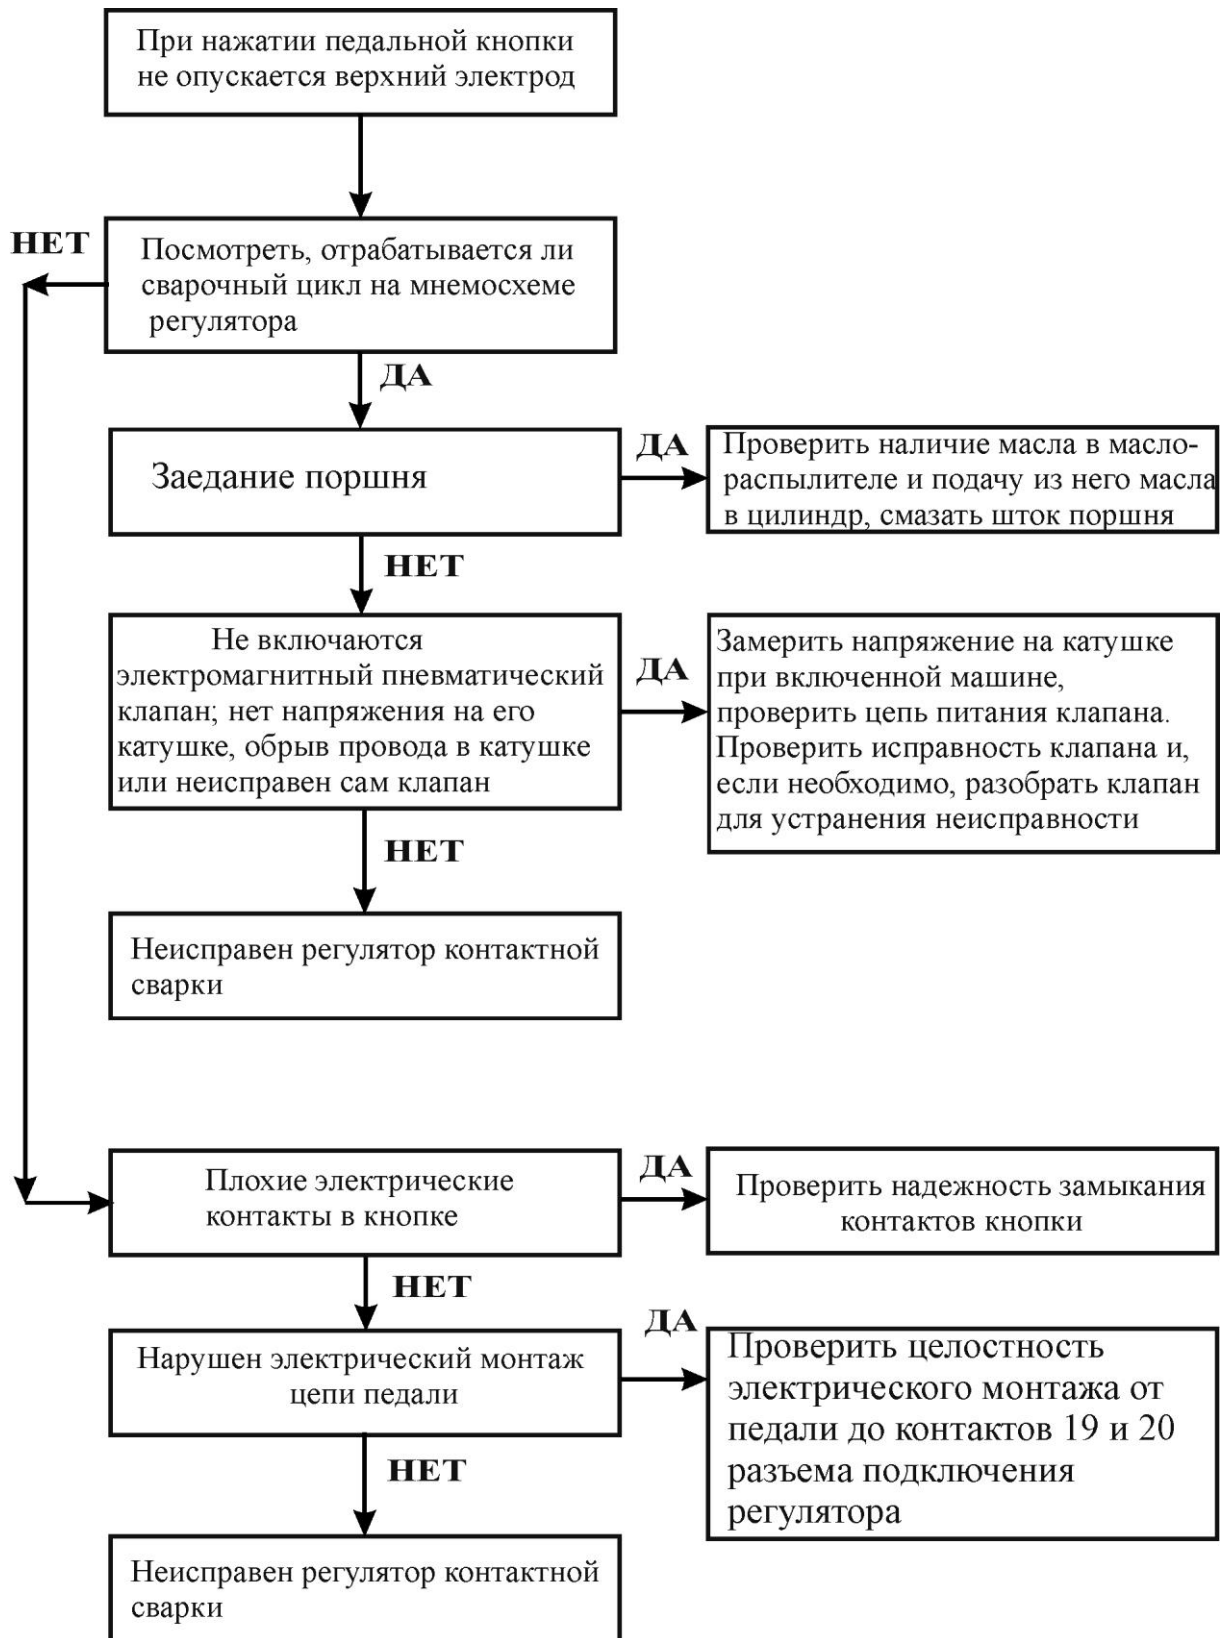 При нажатии педальной кнопки
не опускается верхний электрод
НЕТ
Посмотреть, отрабатывается ли
сварочный цикл на мнемосхеме
регулятора
ДА
Заедание поршня
ДА
Проверить наличие масла в масло-
распылителе и подачу из него масла
в цилиндр, смазать шток поршня
НЕТ
Не включаются
электромагнитный пневматический
клапан; нет напряжения на его
катушке, обрыв провода в катушке
или неисправен сам клапан
ДА
Замерить напряжение на катушке
при включенной машине,
проверить цепь питания клапана.
Проверить исправность клапана и,
если необходимо, разобрать клапан
для устранения неисправности
НЕТ
Неисправен регулятор контактной
сварки
Плохие электрические
контакты в кнопке
ДА
Проверить надежность замыкания
контактов кнопки
НЕТ
Нарушен электрический монтаж
цепи педали
ДА
Проверить целостность
электрического монтажа от
педали до контактов 19 и 20
разъема подключения
регулятора
НЕТ
Неисправен регулятор контактной
сварки